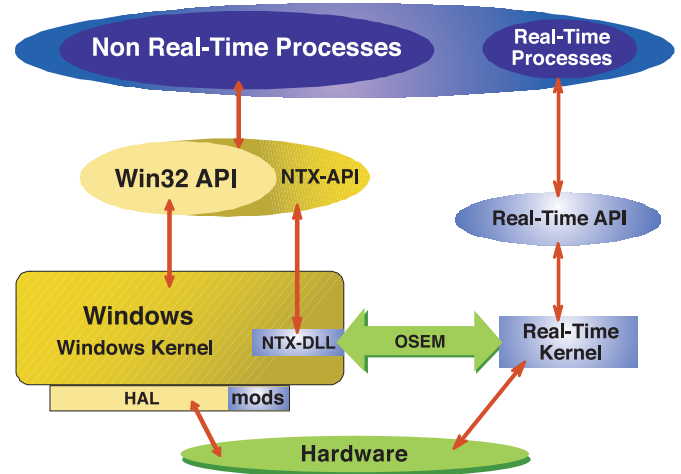 Non Real-Time Processes
Real-Time
Processes
Win32 API
NTX-API
Real-Time API
Windows
Windows Kernel
NTX-DLL
OSEM
Real-Time
Kernel
HAL
mods
Hardware